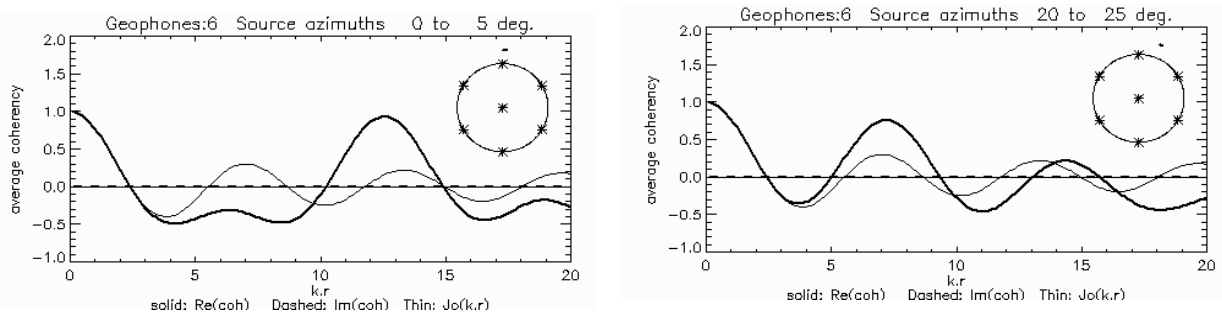 Geophones:6 Source azimuths 0 to 5 deg.
2.0
1.5
1.0
0.5
0.0
-0.5
-1.0
average coherency
0 5 10 15 20
k.r
solid: Re(coh) Dashed: Im(coh) Thin: Jo(k.r)
Geophones:6 Source azimuths 20 to 25 deg.
2.0
1.5
1.0
0.5
0.0
-0.5
-1.0
average coherency
0 5 10 15 20
k.r
solid: Re(coh) Dashed: Im(coh) Thin: Jo(k.r)